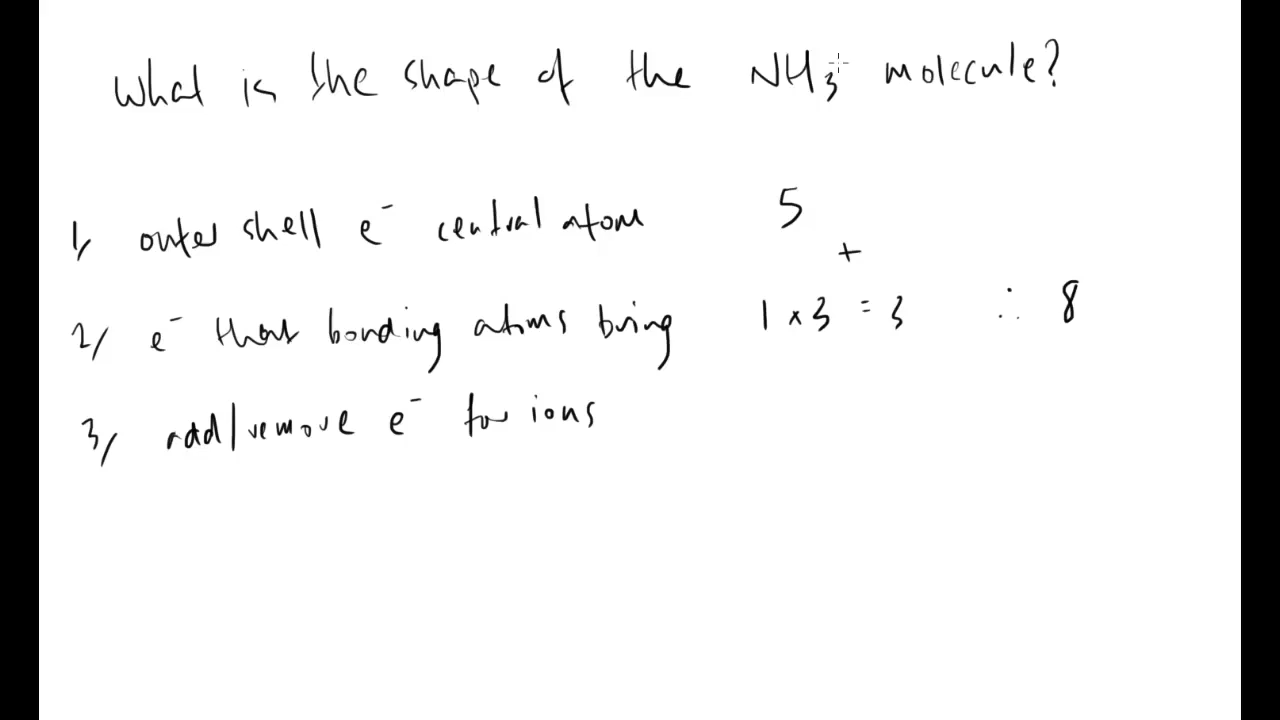 What is the shape of the NH3 molecule?
1, outer shell e⁻ central atom 5
+
2, e⁻ that bonding atoms bring 1 × 3 = 3 ∴ 8
3, add/remove e⁻ for ions